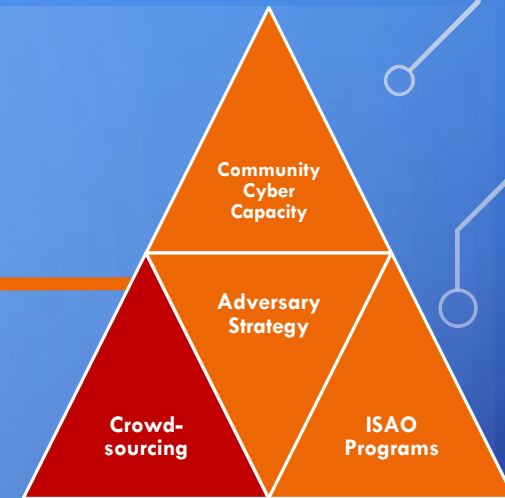 Community
Cyber
Capacity
Adversary
Strategy
Crowd-
sourcing
ISAO
Programs